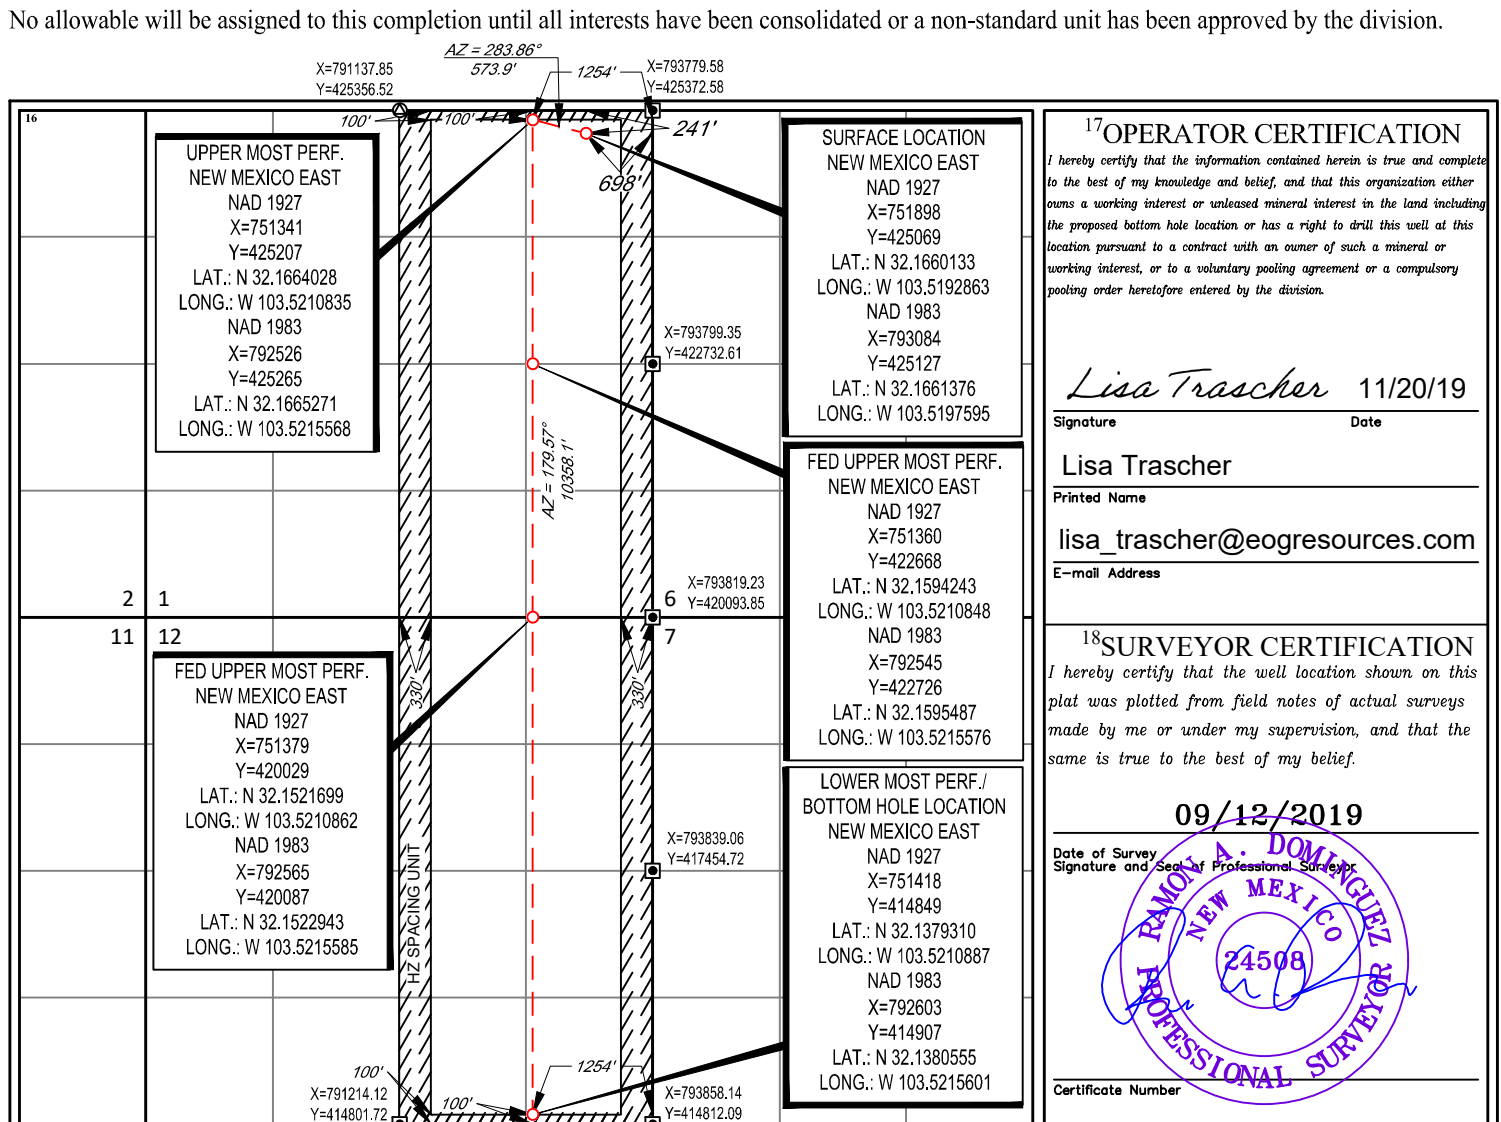 No allowable will be assigned to this completion until all interests have been consolidated or a non-standard unit has been approved by the division.
AZ = 283.86°
573.9'
X=791137.85
Y=425356.52
1254'
X=793779.58
Y=425372.58
16
100'
100'
241'
698'
UPPER MOST PERF.
NEW MEXICO EAST
NAD 1927
X=751341
Y=425207
LAT.: N 32.1664028
LONG.: W 103.5210835
NAD 1983
X=792526
Y=425265
LAT.: N 32.1665271
LONG.: W 103.5215568
SURFACE LOCATION
NEW MEXICO EAST
NAD 1927
X=751898
Y=425069
LAT.: N 32.1660133
LONG.: W 103.5192863
NAD 1983
X=793084
Y=425127
LAT.: N 32.1661376
LONG.: W 103.5197595
X=793799.35
Y=422732.61
AZ = 179.57°
10358.1'
FED UPPER MOST PERF.
NEW MEXICO EAST
NAD 1927
X=751360
Y=422668
LAT.: N 32.1594243
LONG.: W 103.5210848
NAD 1983
X=792545
Y=422726
LAT.: N 32.1595487
LONG.: W 103.5215576
2 1
11 12
6
7
X=793819.23
Y=420093.85
330'
330'
FED UPPER MOST PERF.
NEW MEXICO EAST
NAD 1927
X=751379
Y=420029
LAT.: N 32.1521699
LONG.: W 103.5210862
NAD 1983
X=792565
Y=420087
LAT.: N 32.1522943
LONG.: W 103.5215585
HZ SPACING UNIT
X=793839.06
Y=417454.72
LOWER MOST PERF./
BOTTOM HOLE LOCATION
NEW MEXICO EAST
NAD 1927
X=751418
Y=414849
LAT.: N 32.1379310
LONG.: W 103.5210887
NAD 1983
X=792603
Y=414907
LAT.: N 32.1380555
LONG.: W 103.5215601
100'
100'
1254'
X=791214.12
Y=414801.72
X=793858.14
Y=414812.09
17OPERATOR CERTIFICATION
I hereby certify that the information contained herein is true and complete
to the best of my knowledge and belief, and that this organization either
owns a working interest or unleased mineral interest in the land including
the proposed bottom hole location or has a right to drill this well at this
location pursuant to a contract with an owner of such a mineral or
working interest, or to a voluntary pooling agreement or a compulsory
pooling order heretofore entered by the division.
Lisa Trascher 11/20/19
Signature Date
Lisa Trascher
Printed Name
lisa_trascher@eogresources.com
E-mail Address
18SURVEYOR CERTIFICATION
I hereby certify that the well location shown on this
plat was plotted from field notes of actual surveys
made by me or under my supervision, and that the
same is true to the best of my belief.
09/12/2019
Date of Survey
Signature and Seal of Professional Surveyor
RAMON A. DOMINGUEZ
NEW MEXICO
24508
PROFESSIONAL SURVEYOR
Certificate Number